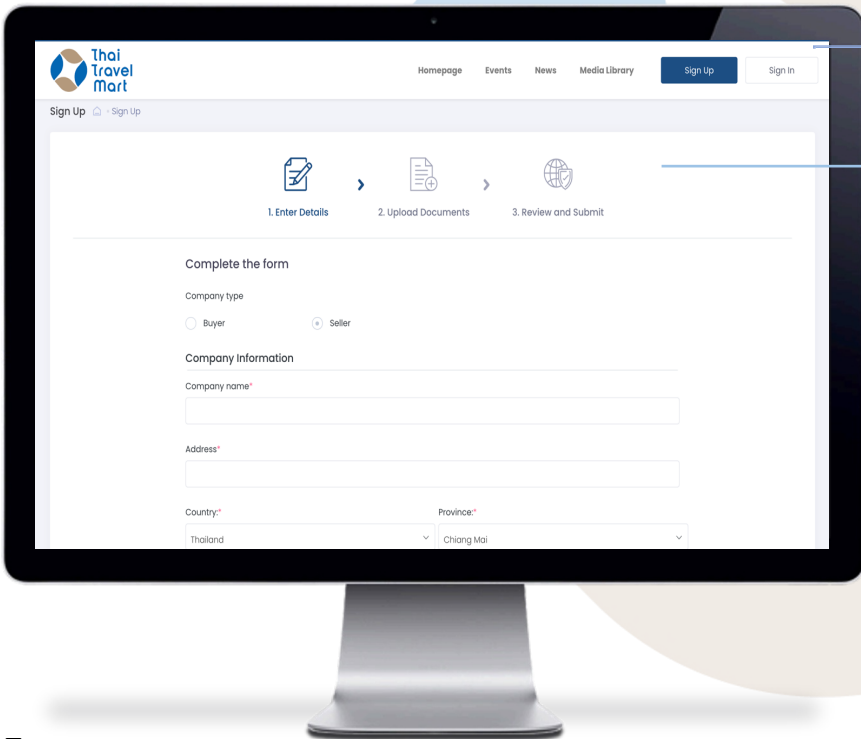 Thai
Travel
Mart
Homepage Events News Media Library Sign Up Sign In
Sign Up - Sign Up
1. Enter Details 2. Upload Documents 3. Review and Submit
Complete the form
Company type
Buyer Seller
Company Information
Company name*
Address*
Country:* Province:*
Thailand Chiang Mai